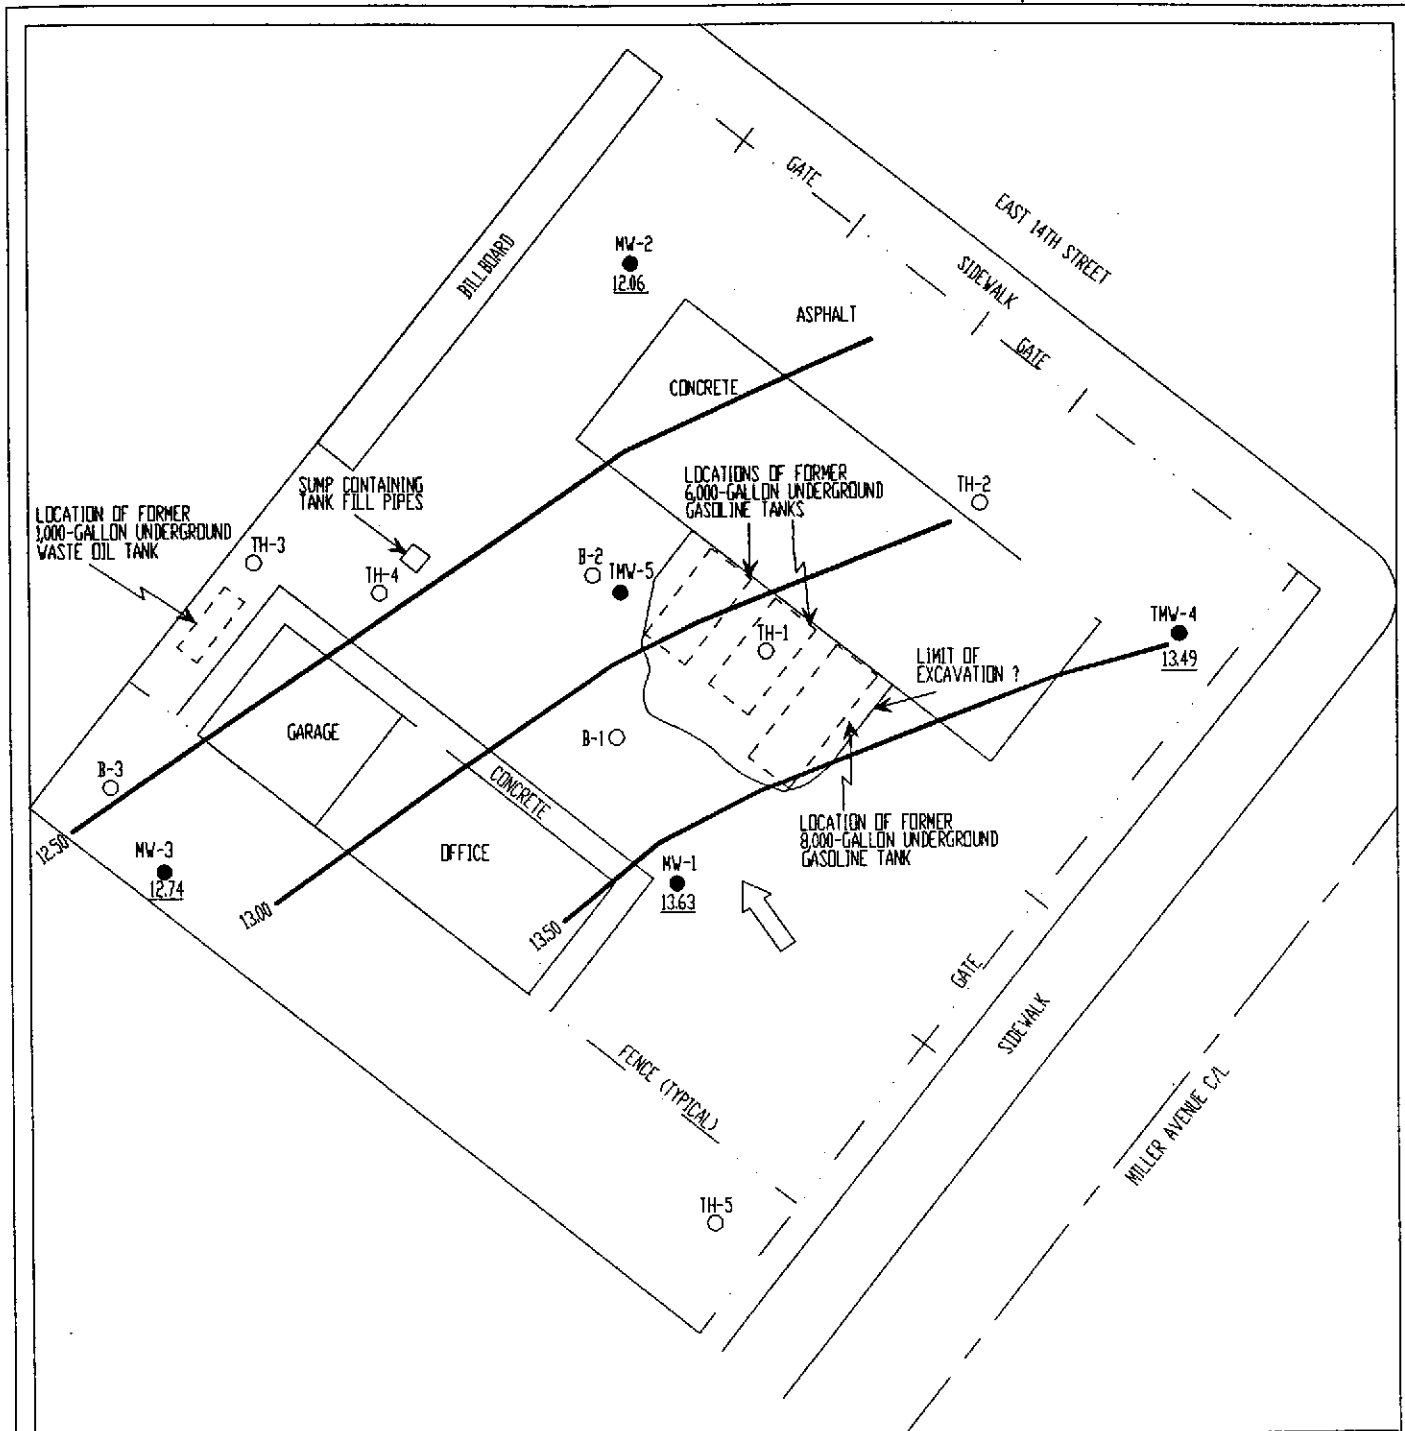 GATE
EAST 14TH STREET
SIDEWALK
GATE
BILLBOARD
MW-2
12.06
ASPHALT
CONCRETE
LOCATIONS OF FORMER
6,000-GALLON UNDERGROUND
GASOLINE TANKS
TH-2
SUMP CONTAINING
TANK FILL PIPES
LOCATION OF FORMER
1,000-GALLON UNDERGROUND
WASTE OIL TANK
TH-3
TH-4
B-2
TMW-5
TH-1
TMW-4
13.49
LIMIT OF
EXCAVATION ?
GARAGE
B-1
CONCRETE
B-3
12.50
MW-3
12.74
OFFICE
13.00
LOCATION OF FORMER
8,000-GALLON UNDERGROUND
GASOLINE TANK
MW-1
13.63
13.50
GATE
SIDEWALK
FENCE (TYPICAL)
MILLER AVENUE C/L
TH-5